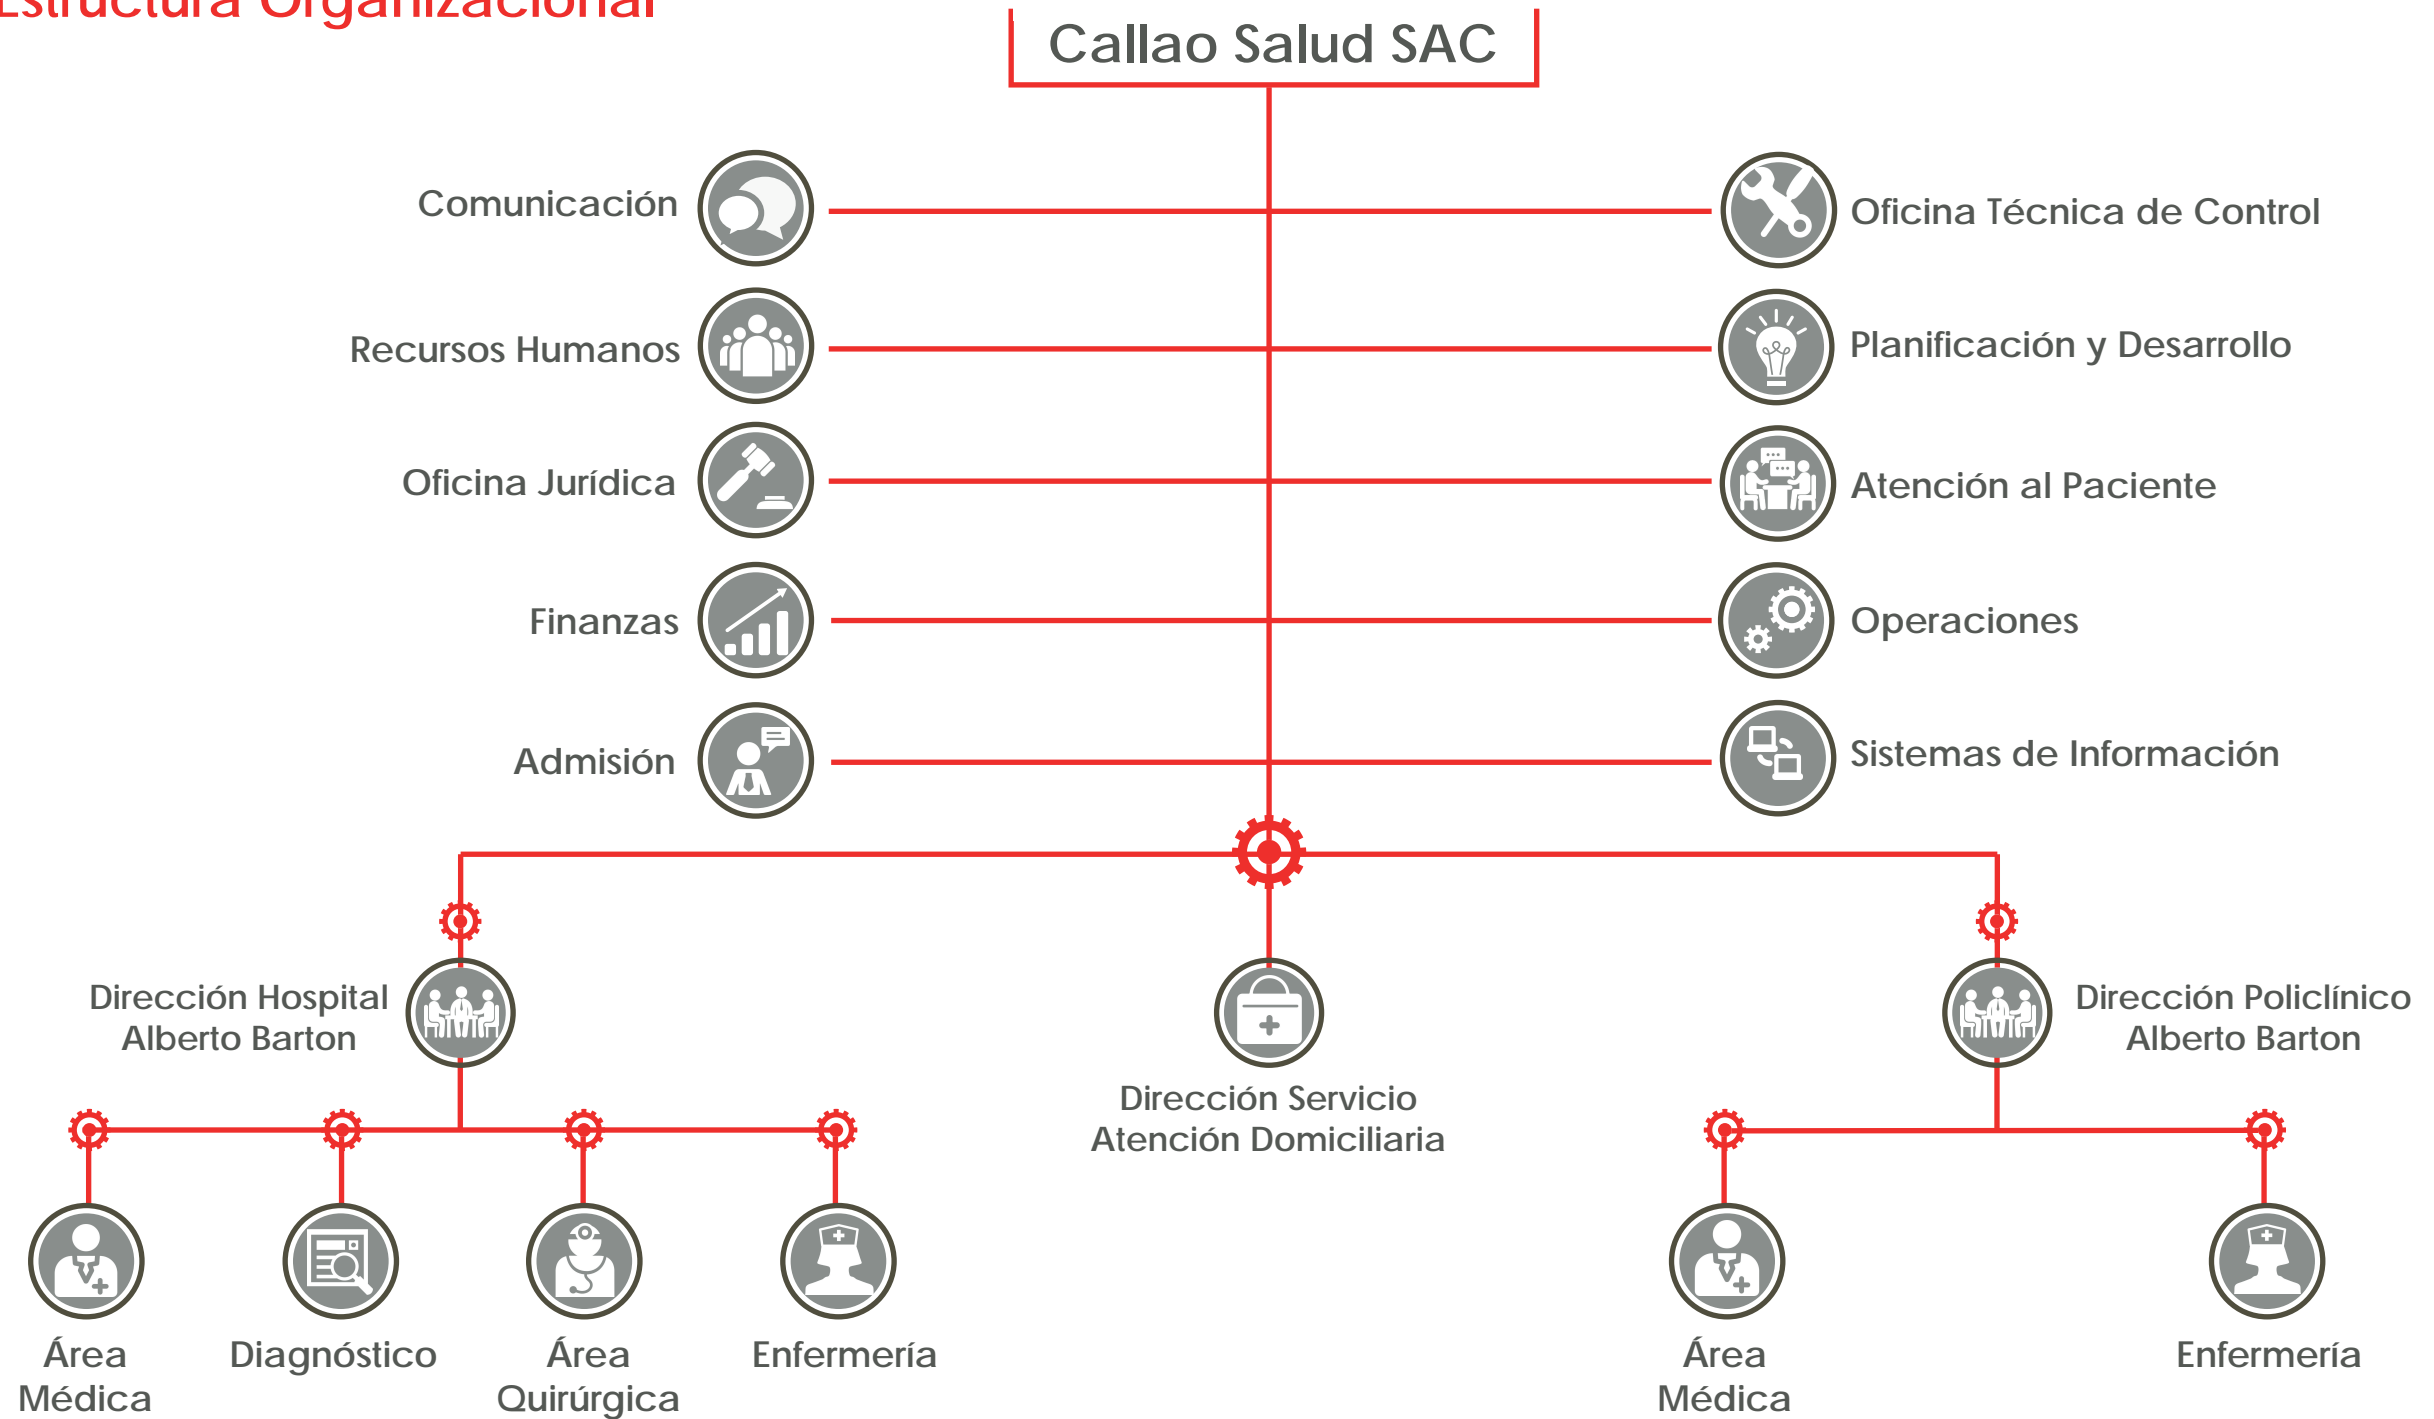 Estructura Organizacional
Callao Salud SAC
Comunicación
Oficina Técnica de Control
Recursos Humanos
Planificación y Desarrollo
Oficina Jurídica
Atención al Paciente
Finanzas
Operaciones
Admisión
Sistemas de Información
Dirección Hospital
Alberto Barton
Dirección Servicio
Atención Domiciliaria
Dirección Policlínico
Alberto Barton
Área
Médica
Diagnóstico
Área
Quirúrgica
Enfermería
Área
Médica
Enfermería